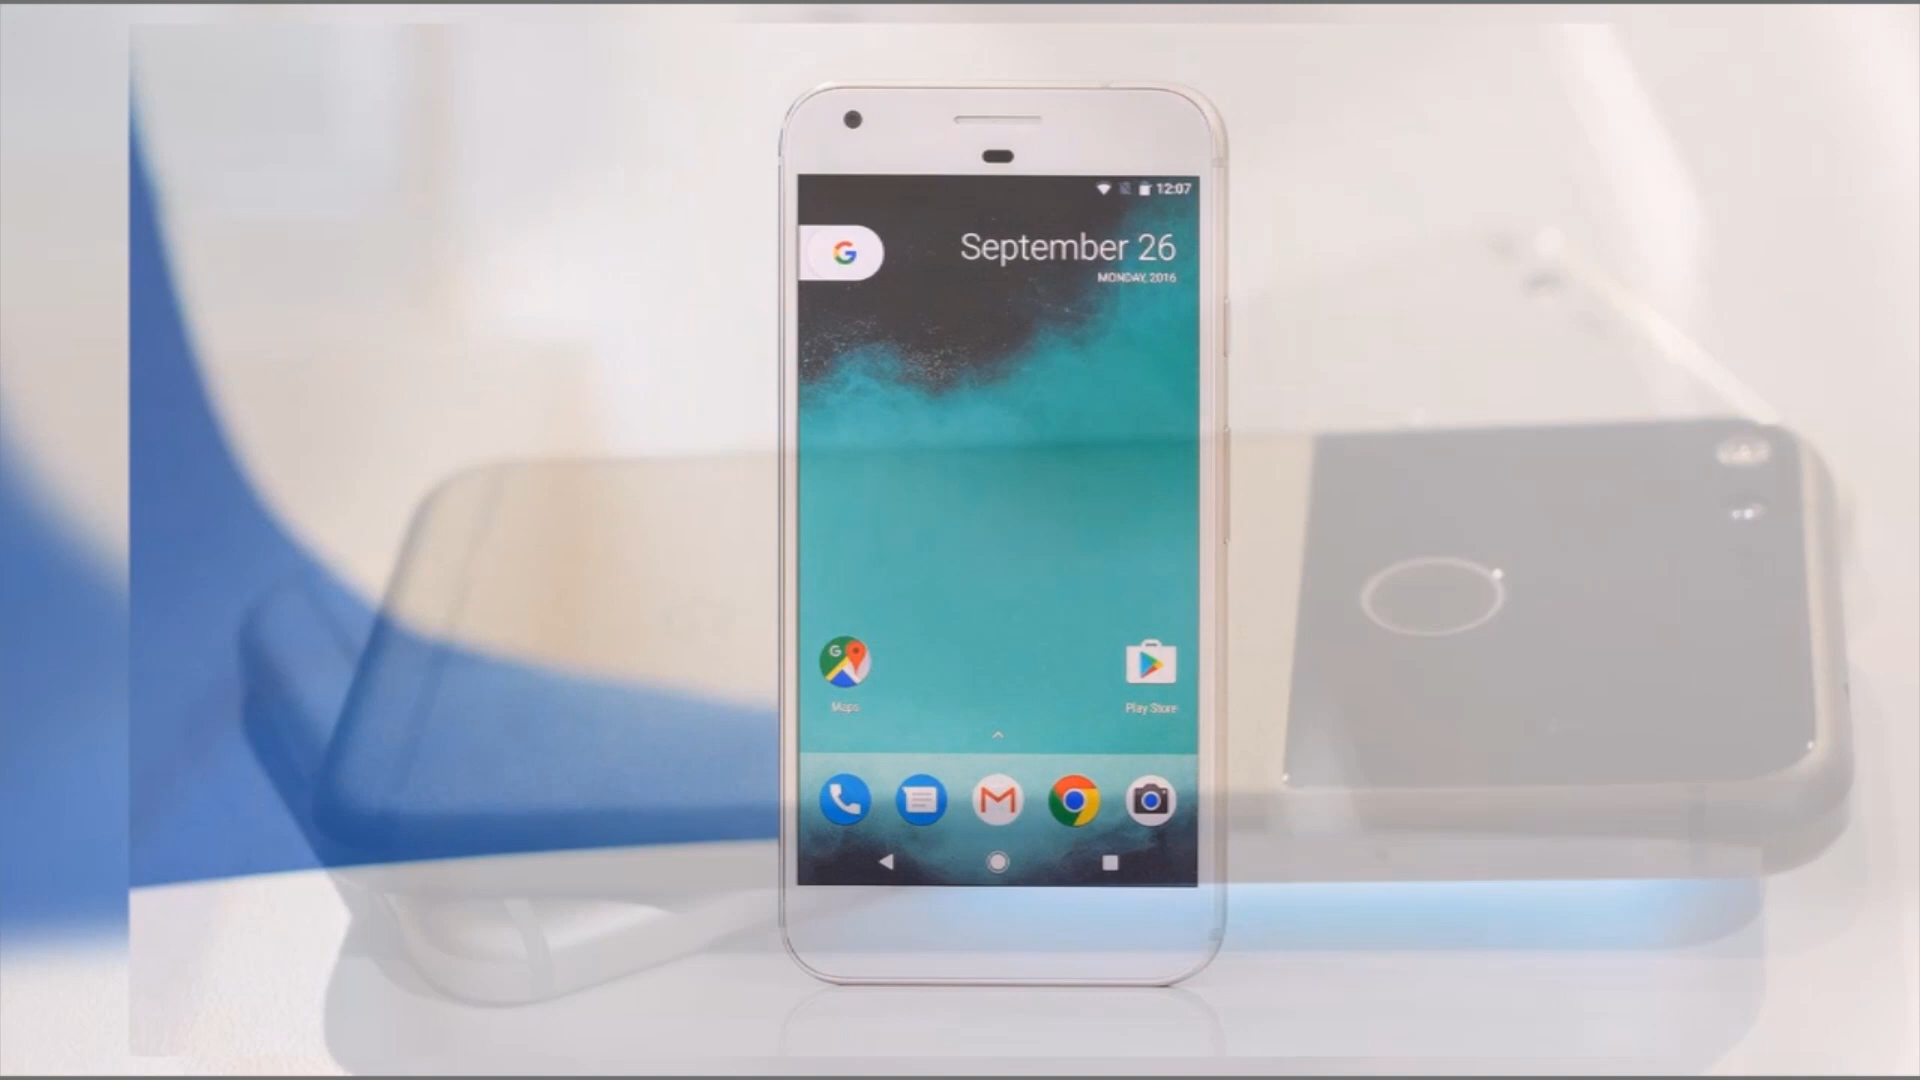 12:07
September 26
MONDAY, 2016
G
G
Maps
Play Store